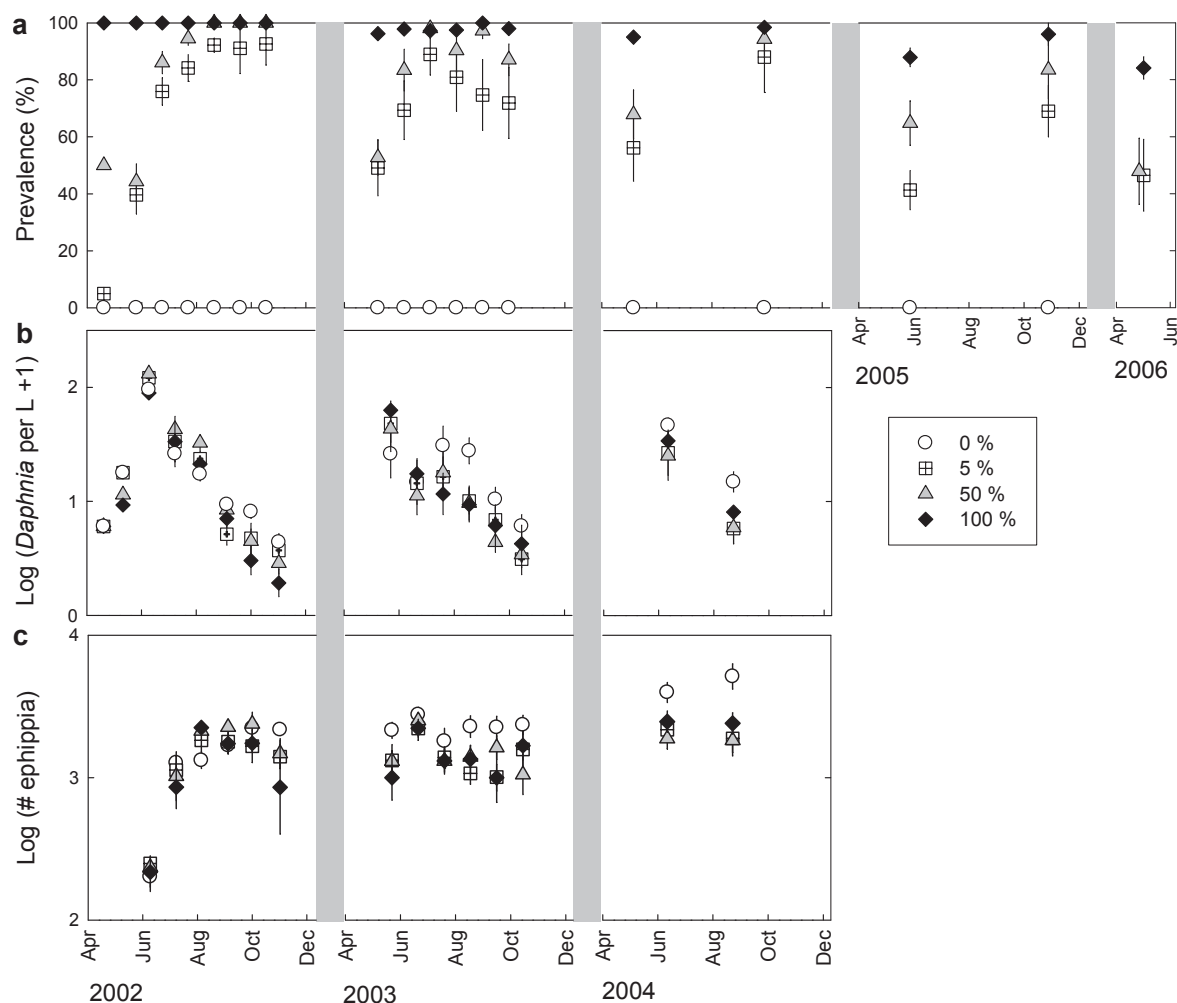 a
Prevalence (%)
100
80
60
40
20
0
Apr
Jun
Aug
Oct
Dec
Apr
Jun
2005
2006
b
Log (Daphnia per L +1)
2
1
0
0 %
5 %
50 %
100 %
c
Log (# ephippia)
4
3
2
Apr
Jun
Aug
Oct
Dec
Apr
Jun
Aug
Oct
Dec
Apr
Jun
Aug
Oct
Dec
2002
2003
2004